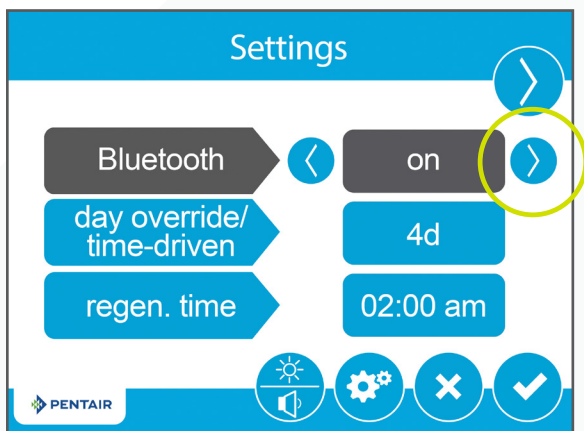 Settings
Bluetooth
on
day override/
time-driven
4d
regen. time
02:00 am
PENTAIR